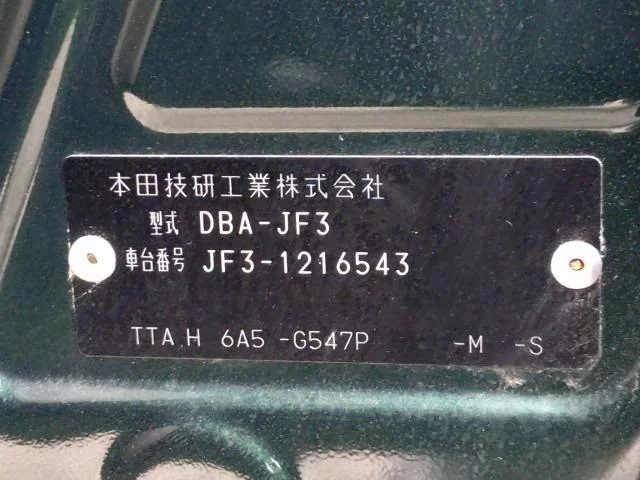 本田技研工業株式会社
型式 DBA-JF3
車台番号 JF3-1216543
TTA.H 6A5 -G547P -M -S